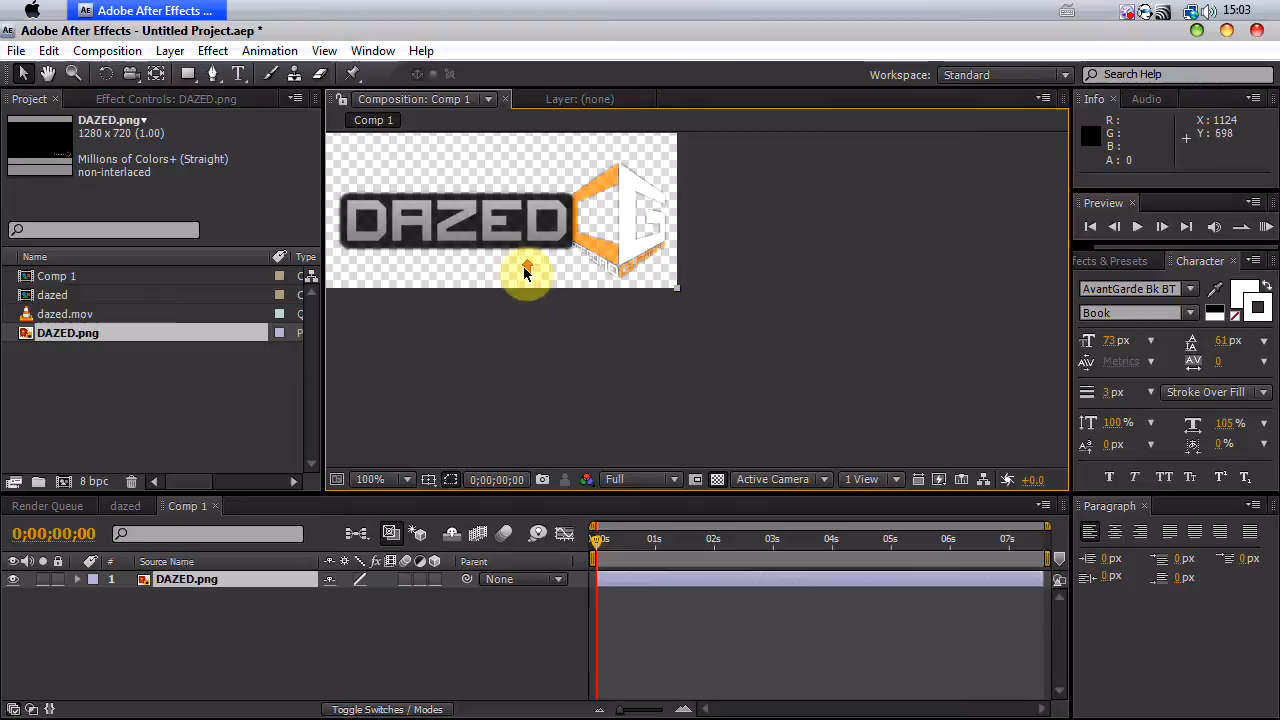 Adobe After Effects ...
15:03
Adobe After Effects - Untitled Project.aep *
File Edit Composition Layer Effect Animation View Window Help
Workspace: Standard
Search Help
Project Effect Controls: DAZED.png
Composition: Comp 1
Layer: (none)
Info Audio
DAZED.png
1280 x 720 (1.00)
Millions of Colors+ (Straight)
non-interlaced
Comp 1
R :
G :
B :
A : 0
X : 1124
Y : 698
DAZED
G
Preview
Name Type
Comp 1
dazed
dazed.mov Q
DAZED.png P
fects & Presets Character
AvantGarde Bk BT
Book
73 px 61 px
Metrics 0
3 px Stroke Over Fill
100 % 105 %
0 px 0 %
T T TT Tt T¹ T₁
8 bpc
100% 0;00;00;00 Full Active Camera 1 View +0.0
Render Queue dazed Comp 1
Paragraph
0;00;00;00
01s 02s 03s 04s 05s 06s 07s
# Source Name Parent
1 DAZED.png None
0 px 0 px 0 px
0 px 0 px
Toggle Switches / Modes